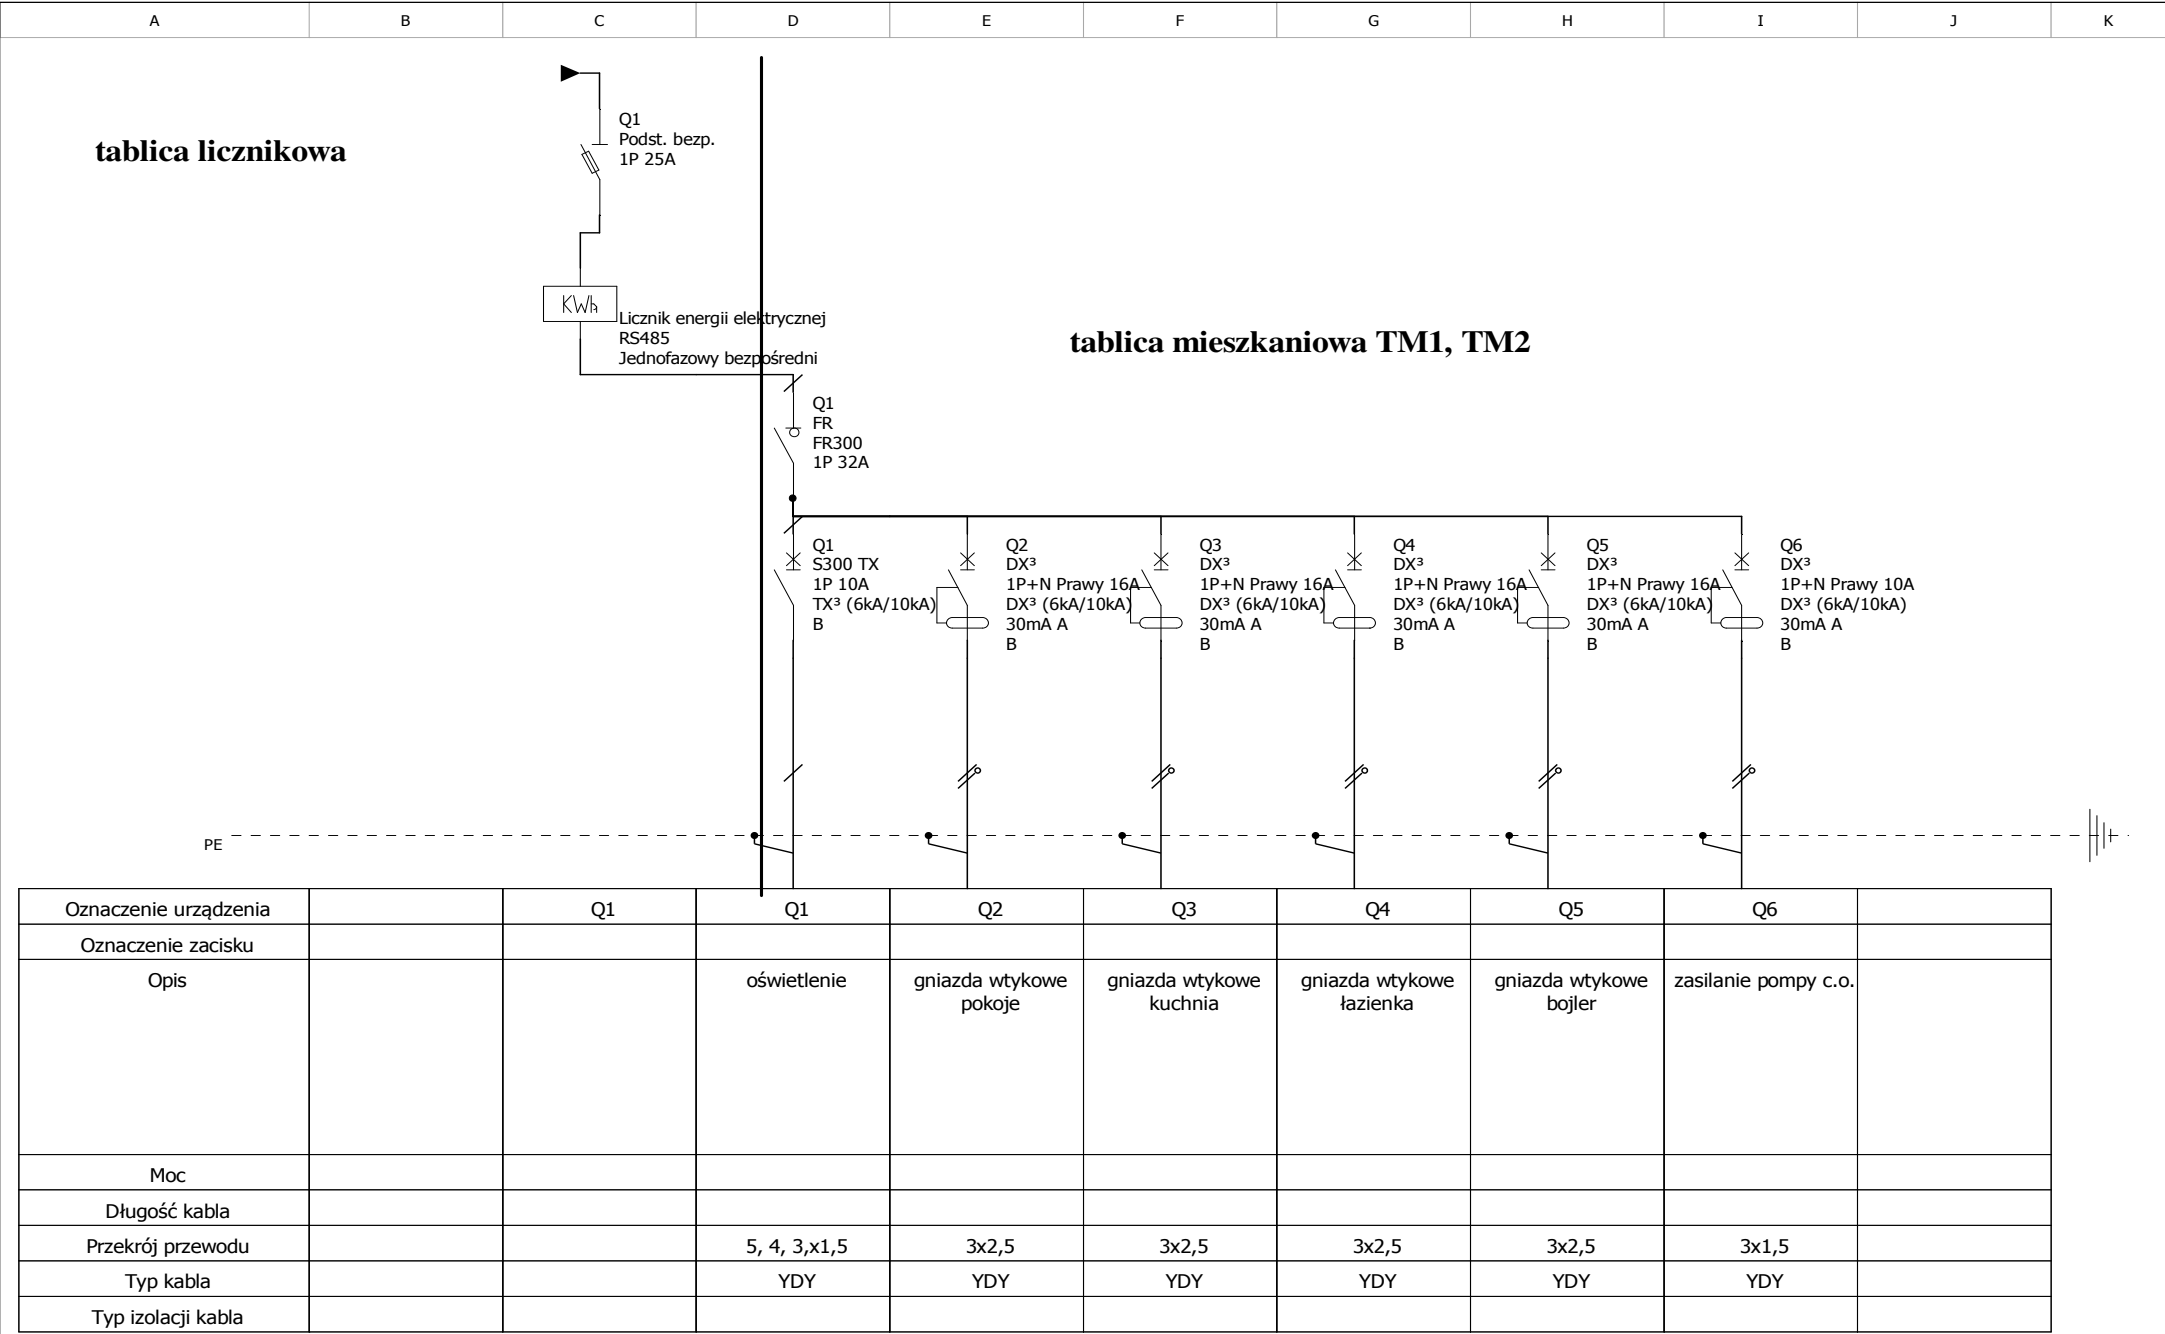 A B C D E F G H I J K
tablica licznikowa
Q1
Podst. bezp.
1P 25A
KWh
Licznik energii elektrycznej
RS485
Jednofazowy bezpośredni
tablica mieszkaniowa TM1, TM2
Q1
FR
FR300
1P 32A
Q1
S300 TX
1P 10A
TX³ (6kA/10kA)
B
Q2
DX³
1P+N Prawy 16A
DX³ (6kA/10kA)
30mA A
B
Q3
DX³
1P+N Prawy 16A
DX³ (6kA/10kA)
30mA A
B
Q4
DX³
1P+N Prawy 16A
DX³ (6kA/10kA)
30mA A
B
Q5
DX³
1P+N Prawy 16A
DX³ (6kA/10kA)
30mA A
B
Q6
DX³
1P+N Prawy 10A
DX³ (6kA/10kA)
30mA A
B
PE
Oznaczenie urządzenia Q1 Q1 Q2 Q3 Q4 Q5 Q6
Oznaczenie zacisku
Opis oświetlenie gniazda wtykowe gniazda wtykowe gniazda wtykowe gniazda wtykowe zasilanie pompy c.o.
pokoje kuchnia łazienka bojler
Moc
Długość kabla
Przekrój przewodu 5, 4, 3,x1,5 3x2,5 3x2,5 3x2,5 3x2,5 3x1,5
Typ kabla YDY YDY YDY YDY YDY YDY
Typ izolacji kabla